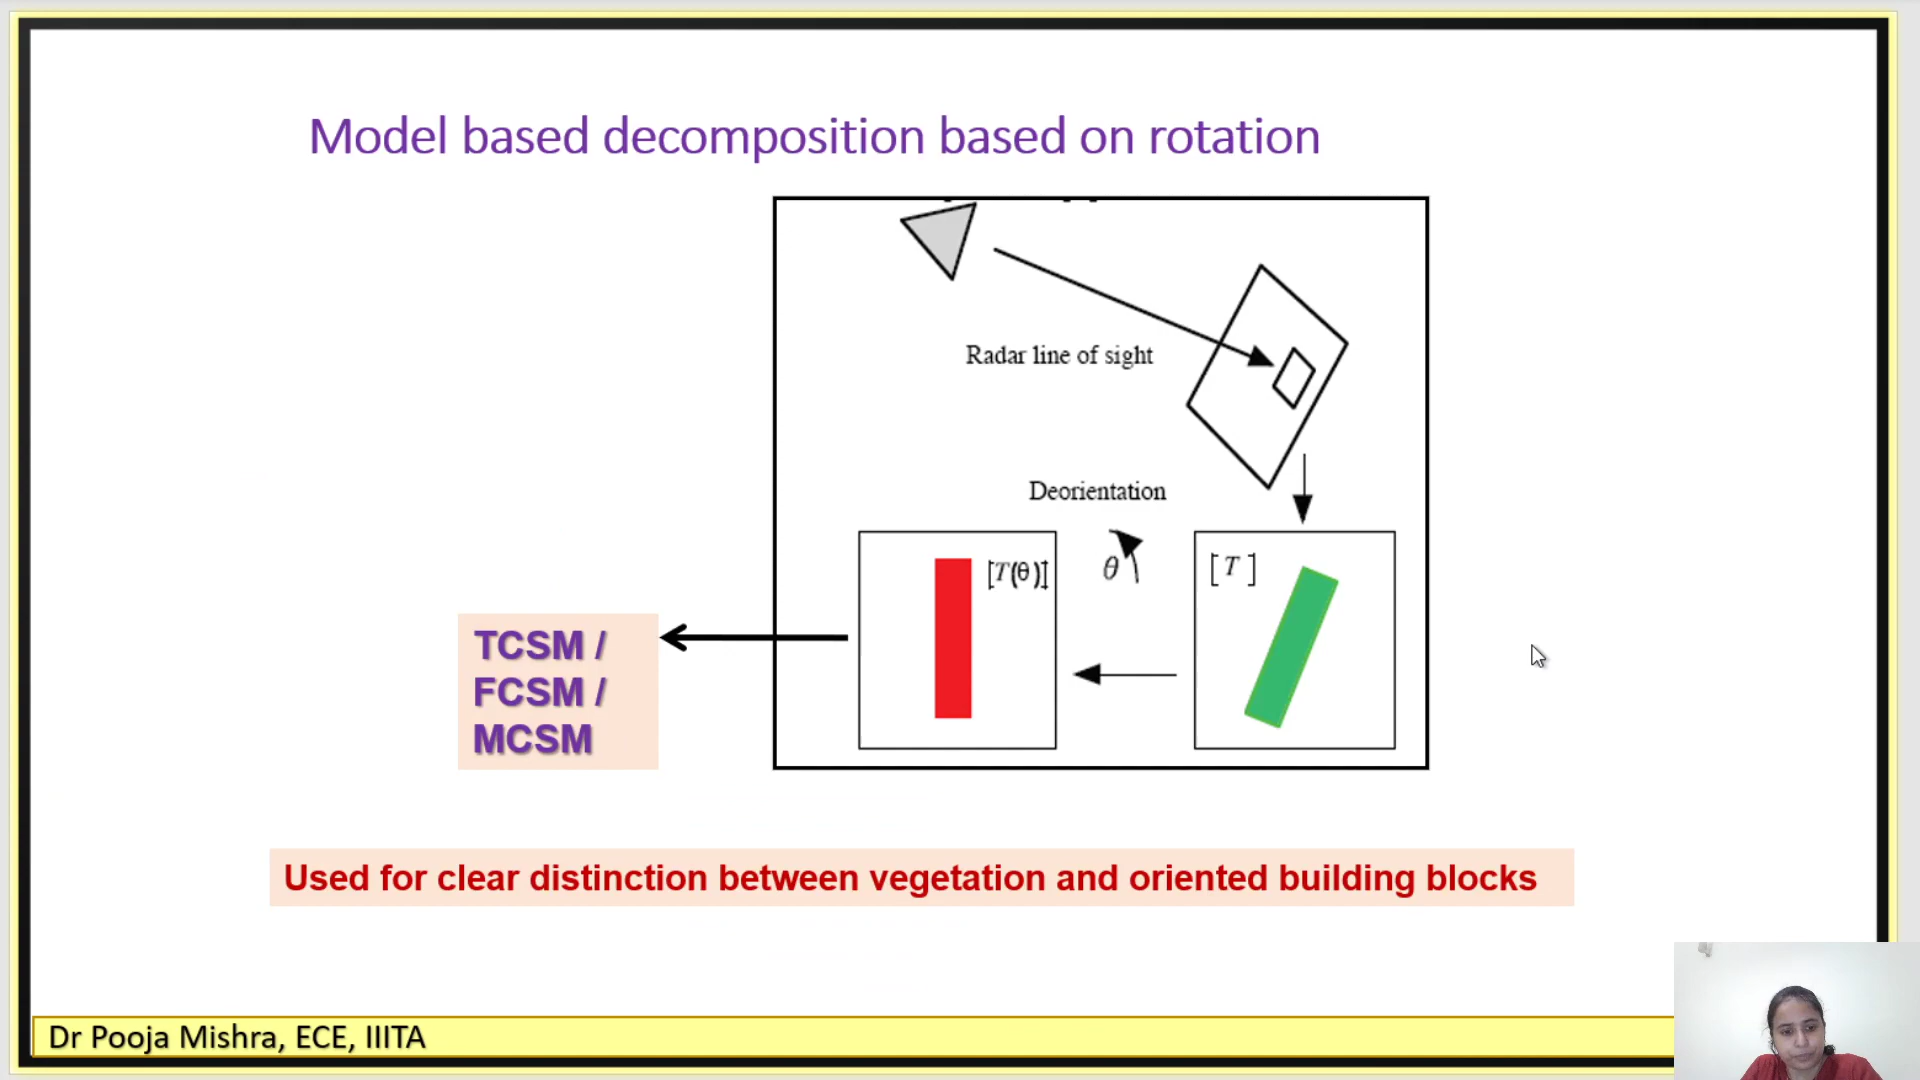 Model based decomposition based on rotation
Radar line of sight
Deorientation
[T(θ)]
θ
[T]
TCSM /
FCSM /
MCSM
Used for clear distinction between vegetation and oriented building blocks
Dr Pooja Mishra, ECE, IIITA